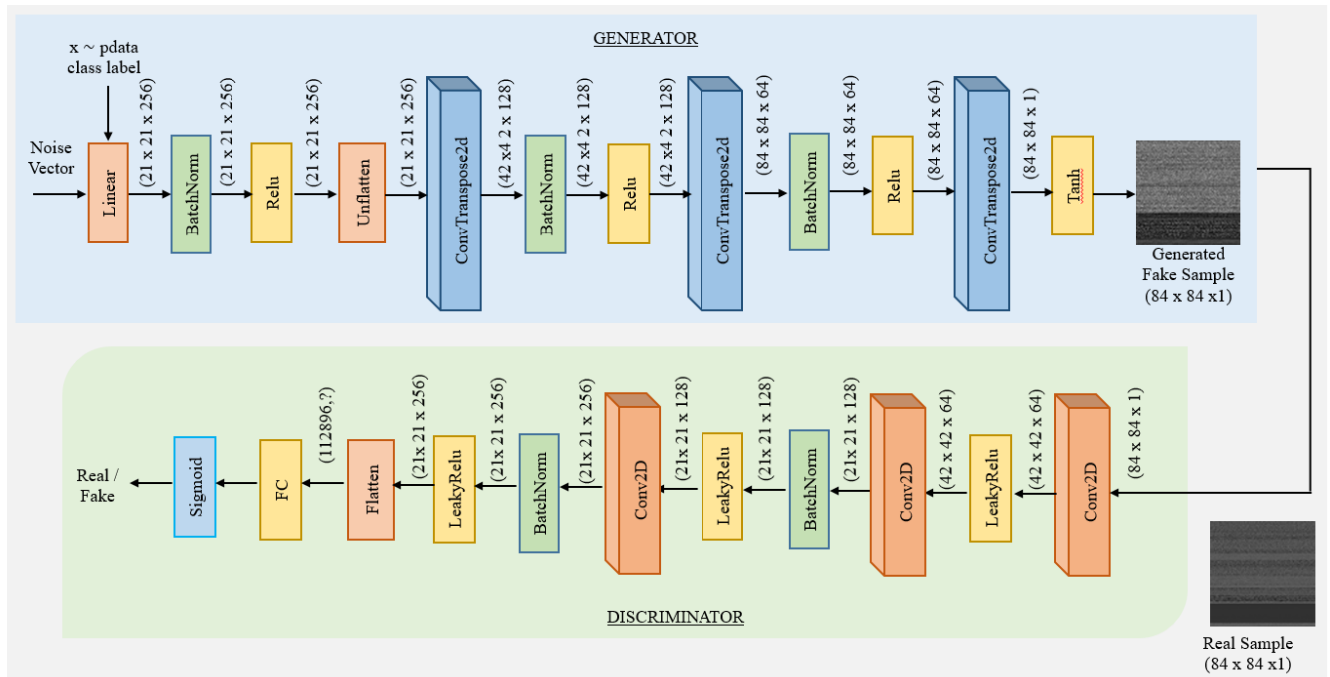 GENERATOR
x ~ pdata
class label
Noise
Vector
Linear
(21 x 21 x 256)
BatchNorm
(21 x 21 x 256)
Relu
(21 x 21 x 256)
Unflatten
(21 x 21 x 256)
ConvTranspose2d
(42 x4 2 x 128)
BatchNorm
(42 x4 2 x 128)
Relu
(42 x4 2 x 128)
ConvTranspose2d
(84 x 84 x 64)
BatchNorm
(84 x 84 x 64)
Relu
(84 x 84 x 64)
ConvTranspose2d
(84 x 84 x 1)
Tanh
Generated
Fake Sample
(84 x 84 x1)
(84 x 84 x 1)
Conv2D
(42 x 42 x 64)
LeakyRelu
(42 x 42 x 64)
Conv2D
(21 x 21 x 128)
BatchNorm
(21 x 21 x 128)
LeakyRelu
(21 x 21 x 128)
Conv2D
(21x 21 x 256)
BatchNorm
(21x 21 x 256)
LeakyRelu
(21x 21 x 256)
Flatten
(112896,?)
FC
Sigmoid
Real /
Fake
DISCRIMINATOR
Real Sample
(84 x 84 x1)